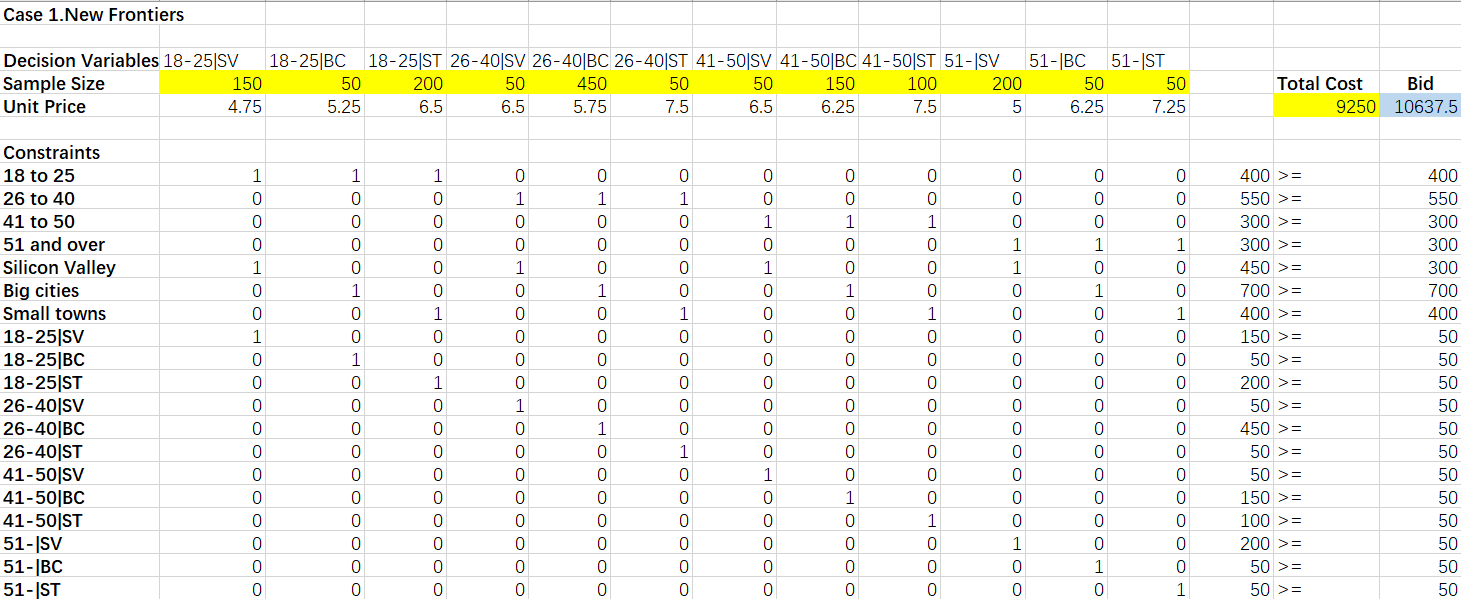 Case 1.New Frontiers
Decision Variables 18-25|SV 18-25|BC 18-25|ST 26-40|SV 26-40|BC 26-40|ST 41-50|SV 41-50|BC 41-50|ST 51-|SV 51-|BC 51-|ST
Sample Size 150 50 200 50 450 50 50 150 100 200 50 50 Total Cost Bid
Unit Price 4.75 5.25 6.5 6.5 5.75 7.5 6.5 6.25 7.5 5 6.25 7.25 9250 10637.5
Constraints
18 to 25 1 1 1 0 0 0 0 0 0 0 0 0 400 >= 400
26 to 40 0 0 0 1 1 1 0 0 0 0 0 0 550 >= 550
41 to 50 0 0 0 0 0 0 1 1 1 0 0 0 300 >= 300
51 and over 0 0 0 0 0 0 0 0 0 1 1 1 300 >= 300
Silicon Valley 1 0 0 1 0 0 1 0 0 1 0 0 450 >= 300
Big cities 0 1 0 0 1 0 0 1 0 0 1 0 700 >= 700
Small towns 0 0 1 0 0 1 0 0 1 0 0 1 400 >= 400
18-25|SV 1 0 0 0 0 0 0 0 0 0 0 0 150 >= 50
18-25|BC 0 1 0 0 0 0 0 0 0 0 0 0 50 >= 50
18-25|ST 0 0 1 0 0 0 0 0 0 0 0 0 200 >= 50
26-40|SV 0 0 0 1 0 0 0 0 0 0 0 0 50 >= 50
26-40|BC 0 0 0 0 1 0 0 0 0 0 0 0 450 >= 50
26-40|ST 0 0 0 0 0 1 0 0 0 0 0 0 50 >= 50
41-50|SV 0 0 0 0 0 0 1 0 0 0 0 0 50 >= 50
41-50|BC 0 0 0 0 0 0 0 1 0 0 0 0 150 >= 50
41-50|ST 0 0 0 0 0 0 0 0 1 0 0 0 100 >= 50
51-|SV 0 0 0 0 0 0 0 0 0 1 0 0 200 >= 50
51-|BC 0 0 0 0 0 0 0 0 0 0 1 0 50 >= 50
51-|ST 0 0 0 0 0 0 0 0 0 0 0 1 50 >= 50